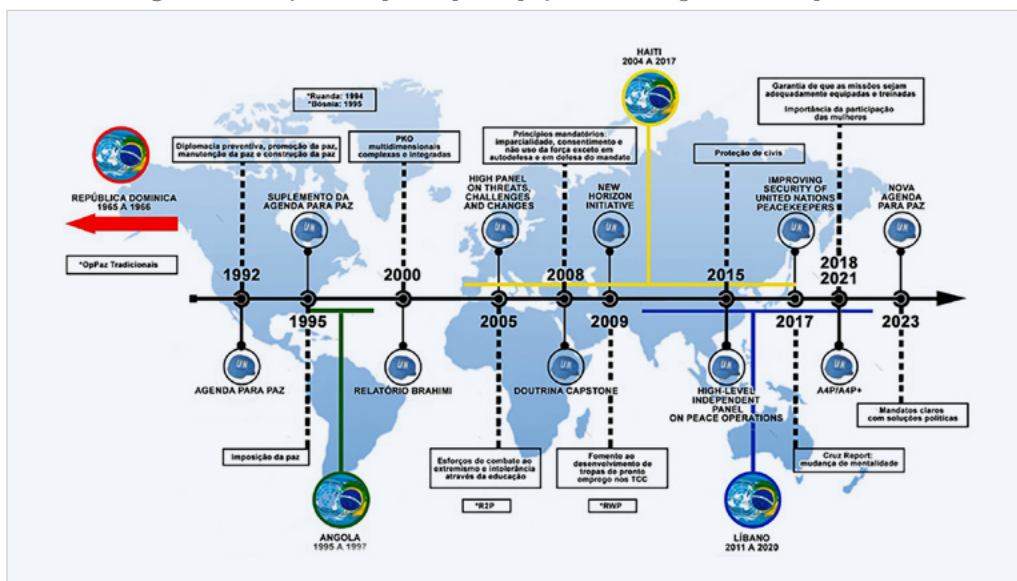 HAITI
2004 A 2017
*Ruanda: 1994
*Bósnia: 1995
Garantia de que as missões sejam
adequadamente equipadas e treinadas
Importância da participação
das mulheres
Diplomacia preventiva, promoção da paz,
manutenção da paz e construção da paz
PKO
multidimensionais
complexas e integradas
Princípios mandatórios:
imparcialidade, consentimento e
não uso da força exceto em
autodefesa e em defesa do mandato
Proteção de civis
REPÚBLICA DOMINICA
1965 A 1966
SUPLEMENTO DA
AGENDA PARA PAZ
HIGH PANEL
ON THREATS,
CHALLENGES
AND CHANGES
NEW
HORIZON
INITIATIVE
IMPROVING
SECURITY OF
UNITED NATIONS
PEACEKEEPERS
NOVA
AGENDA
PARA PAZ
*OpPaz Tradicionais
1992
1995
2000
2005
2008
2009
2015
2017
2018
2021
2023
AGENDA PARA PAZ
RELATÓRIO BRAHIMI
DOUTRINA CAPSTONE
HIGH-LEVEL
INDEPENDENT
PANEL
ON PEACE OPERATIONS
A4P/A4P+
Mandatos claros
com soluções políticas
Imposição da paz
Esforços de combate ao
extremismo e intolerância
através da educação
Fomento ao
desenvolvimento de
tropas de pronto
emprego nos TCC
Cruz Report:
mudança de mentalidade
*R2P
*RWP
ANGOLA
1995 A 1997
LÍBANO
2011 A 2020